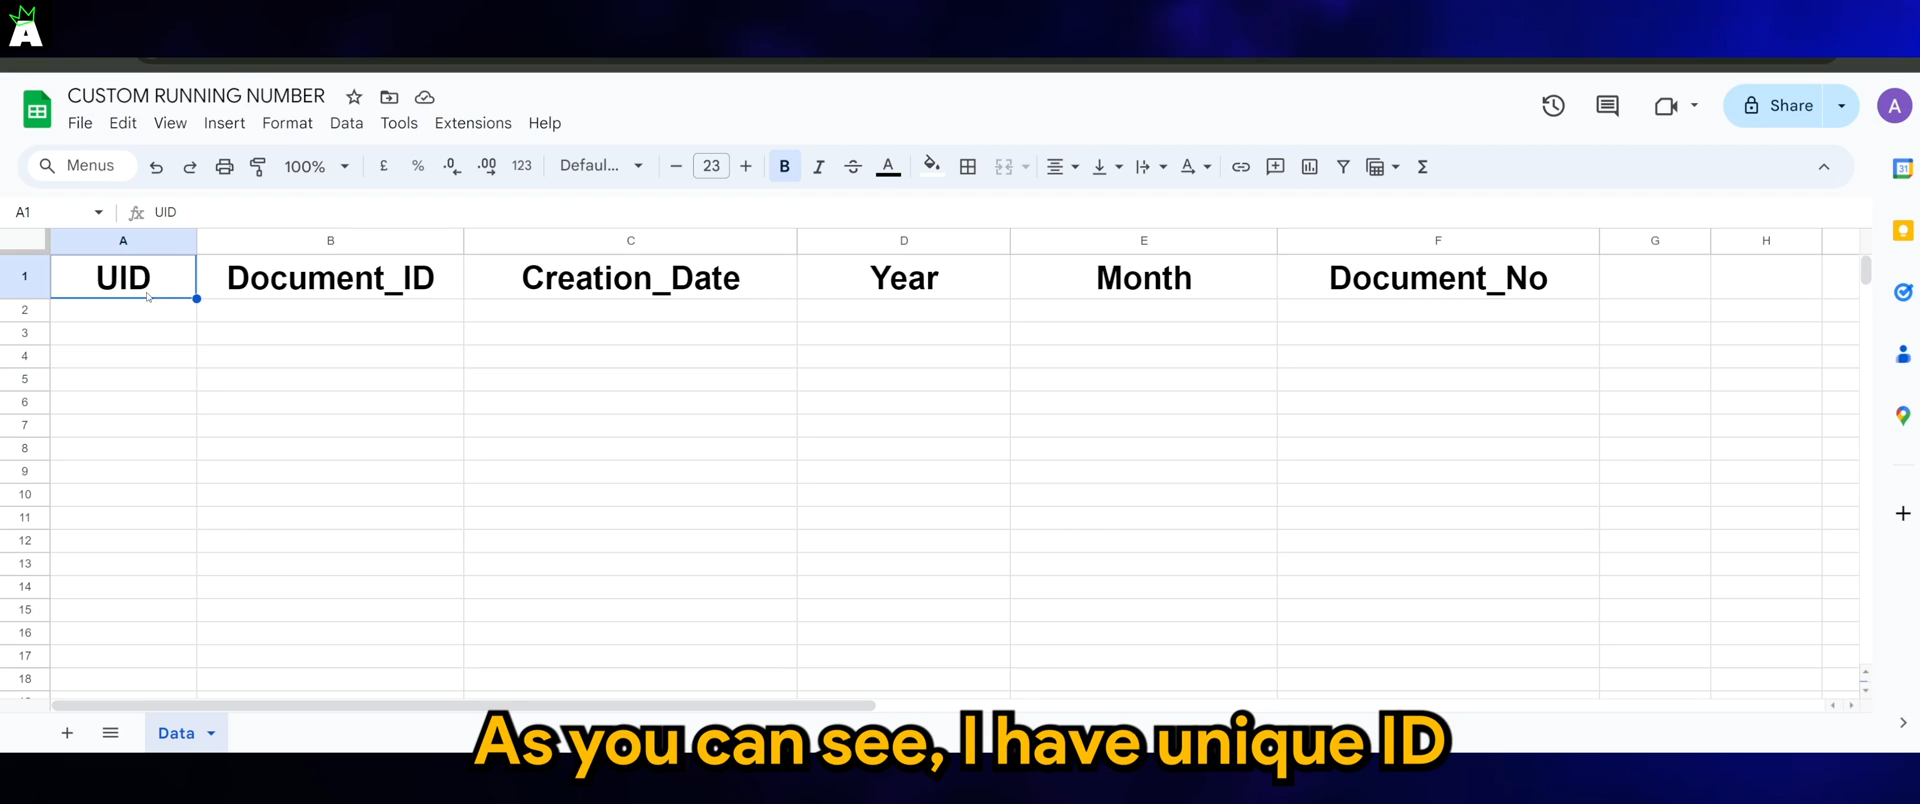 A
CUSTOM RUNNING NUMBER
File Edit View Insert Format Data Tools Extensions Help
Share
A
Menus 100% £ % .0 .00 123 Defaul... 23 B I S A A Σ
31
A1 fx UID
A B C D E F G H
1 UID Document_ID Creation_Date Year Month Document_No
2
3
4
5
6
7
8
9
10
11
12
13
14
15
16
17
18
Data
As you can see, I have unique ID